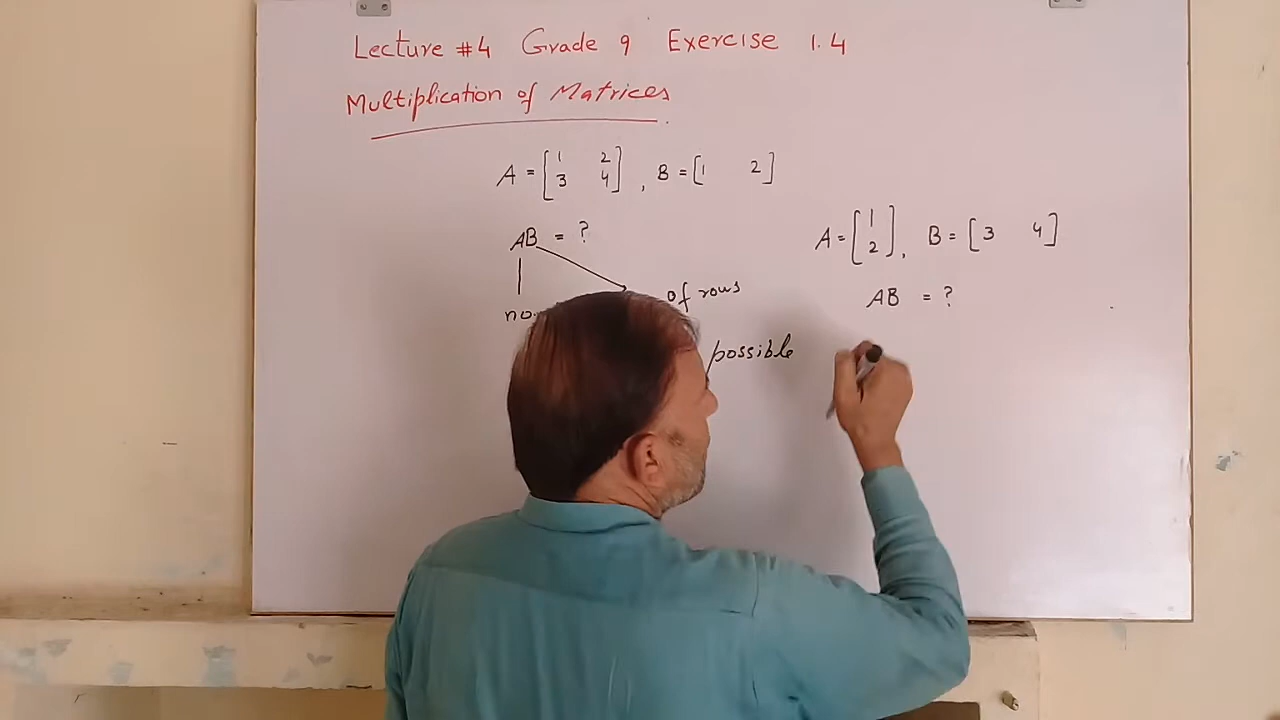 Lecture #4 Grade 9 Exercise 1.4
Multiplication of Matrices.
A = [1 2
3 4], B = [1 2]
AB = ?
no. of rows
possible
A = [1
2], B = [3 4]
AB = ?